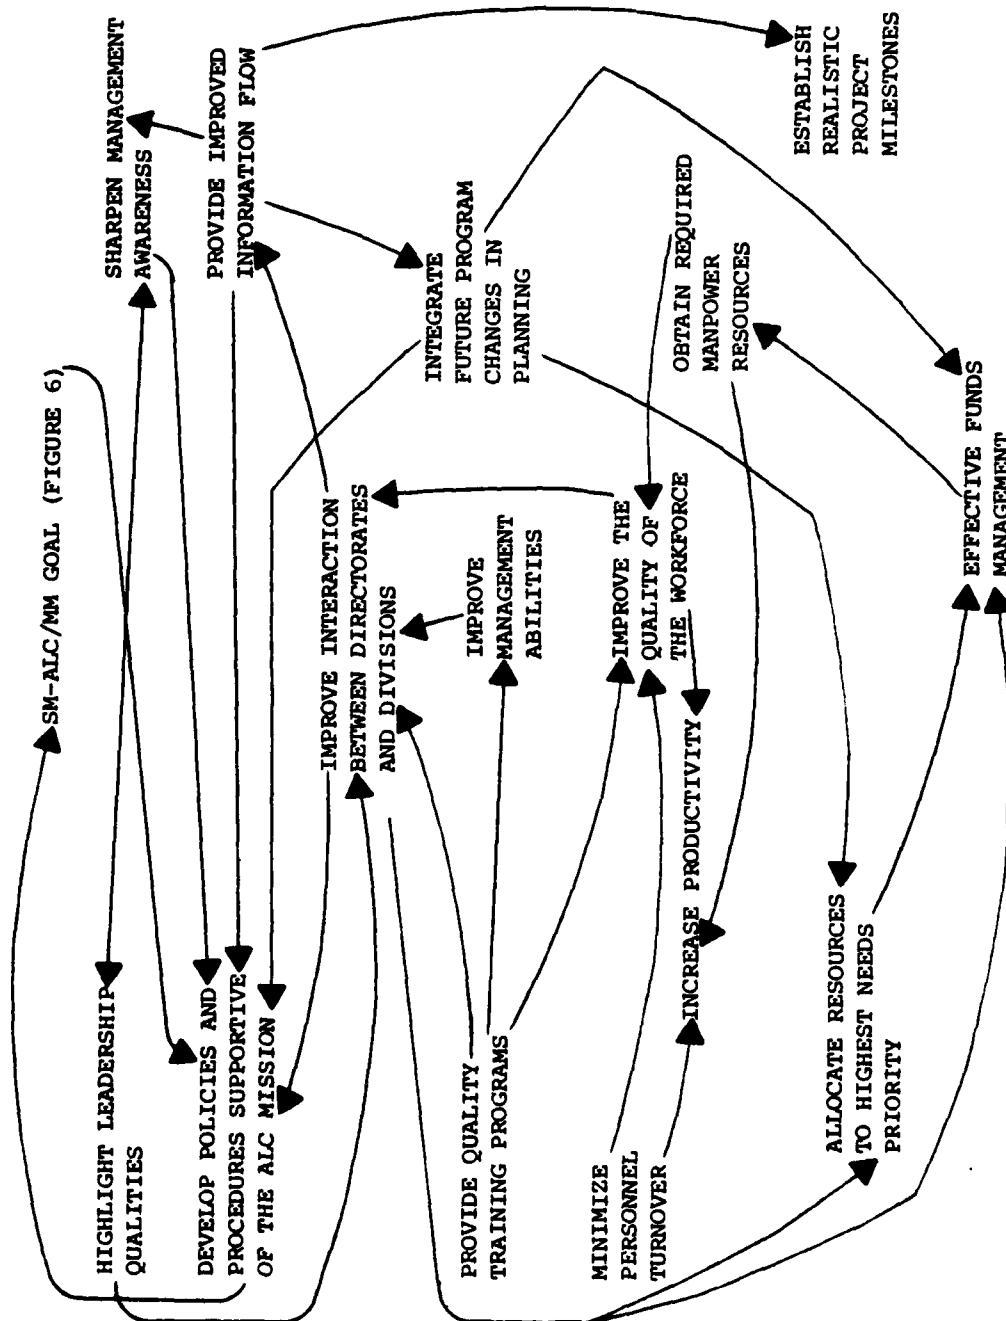 SM-ALC/MM GOAL (FIGURE 6)
HIGHLIGHT LEADERSHIP
QUALITIES
SHARPEN MANAGEMENT
AWARENESS
DEVELOP POLICIES AND
PROCEDURES SUPPORTIVE
OF THE ALC MISSION
PROVIDE IMPROVED
INFORMATION FLOW
IMPROVE INTERACTION
BETWEEN DIRECTORATES
AND DIVISIONS
INTEGRATE
FUTURE PROGRAM
CHANGES IN
PLANNING
PROVIDE QUALITY
TRAINING PROGRAMS
IMPROVE
MANAGEMENT
ABILITIES
MINIMIZE
PERSONNEL
TURNOVER
IMPROVE THE
QUALITY OF
THE WORKFORCE
OBTAIN REQUIRED
MANPOWER
RESOURCES
INCREASE PRODUCTIVITY
ESTABLISH
REALISTIC
PROJECT
MILESTONES
ALLOCATE RESOURCES
TO HIGHEST NEEDS
PRIORITY
EFFECTIVE FUNDS
MANAGEMENT